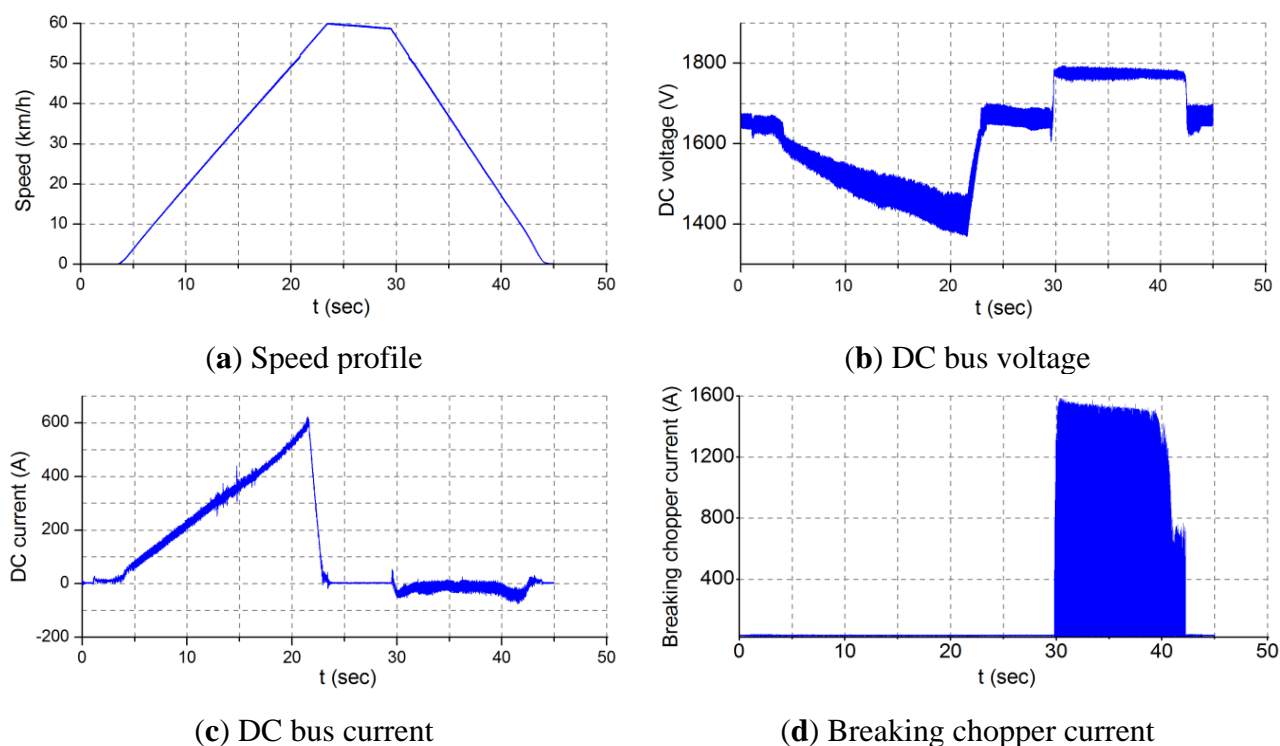 Speed (km/h)
60
50
40
30
20
10
0
0 10 20 30 40 50
t (sec)
(a) Speed profile
DC voltage (V)
1800
1600
1400
0 10 20 30 40 50
t (sec)
(b) DC bus voltage
DC current (A)
600
400
200
0
-200
0 10 20 30 40 50
t (sec)
(c) DC bus current
Breaking chopper current (A)
1600
1200
800
400
0 10 20 30 40 50
t (sec)
(d) Breaking chopper current